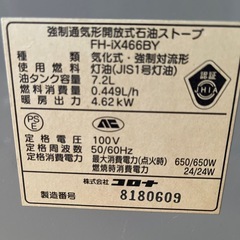 強制通気形開放式石油ストーブ
FH-iX466BY
種類 気化式・強制対流形
使用燃料 灯油(JIS1号灯油)
油タンク容量 7.2L
燃料消費量 0.449L/h
暖房出力 4.62kW
認証
JHIA
PS
E
定格電圧 100V
定格周波数 50/60Hz
定格消費電力 最大消費電力(点火時) 650/650W
燃焼時消費電力 24/24W
株式会社コロナ
製造番号 8180609